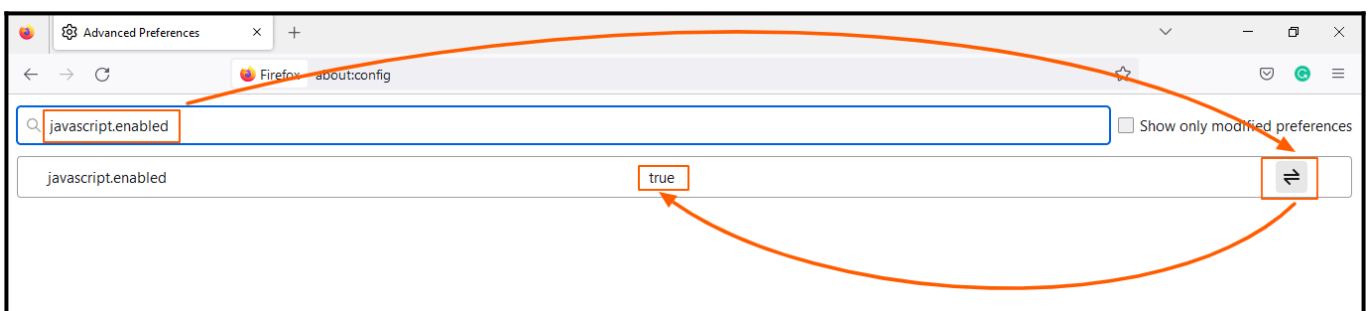 Advanced Preferences
Firefox about:config
javascript.enabled
Show only modified preferences
javascript.enabled true